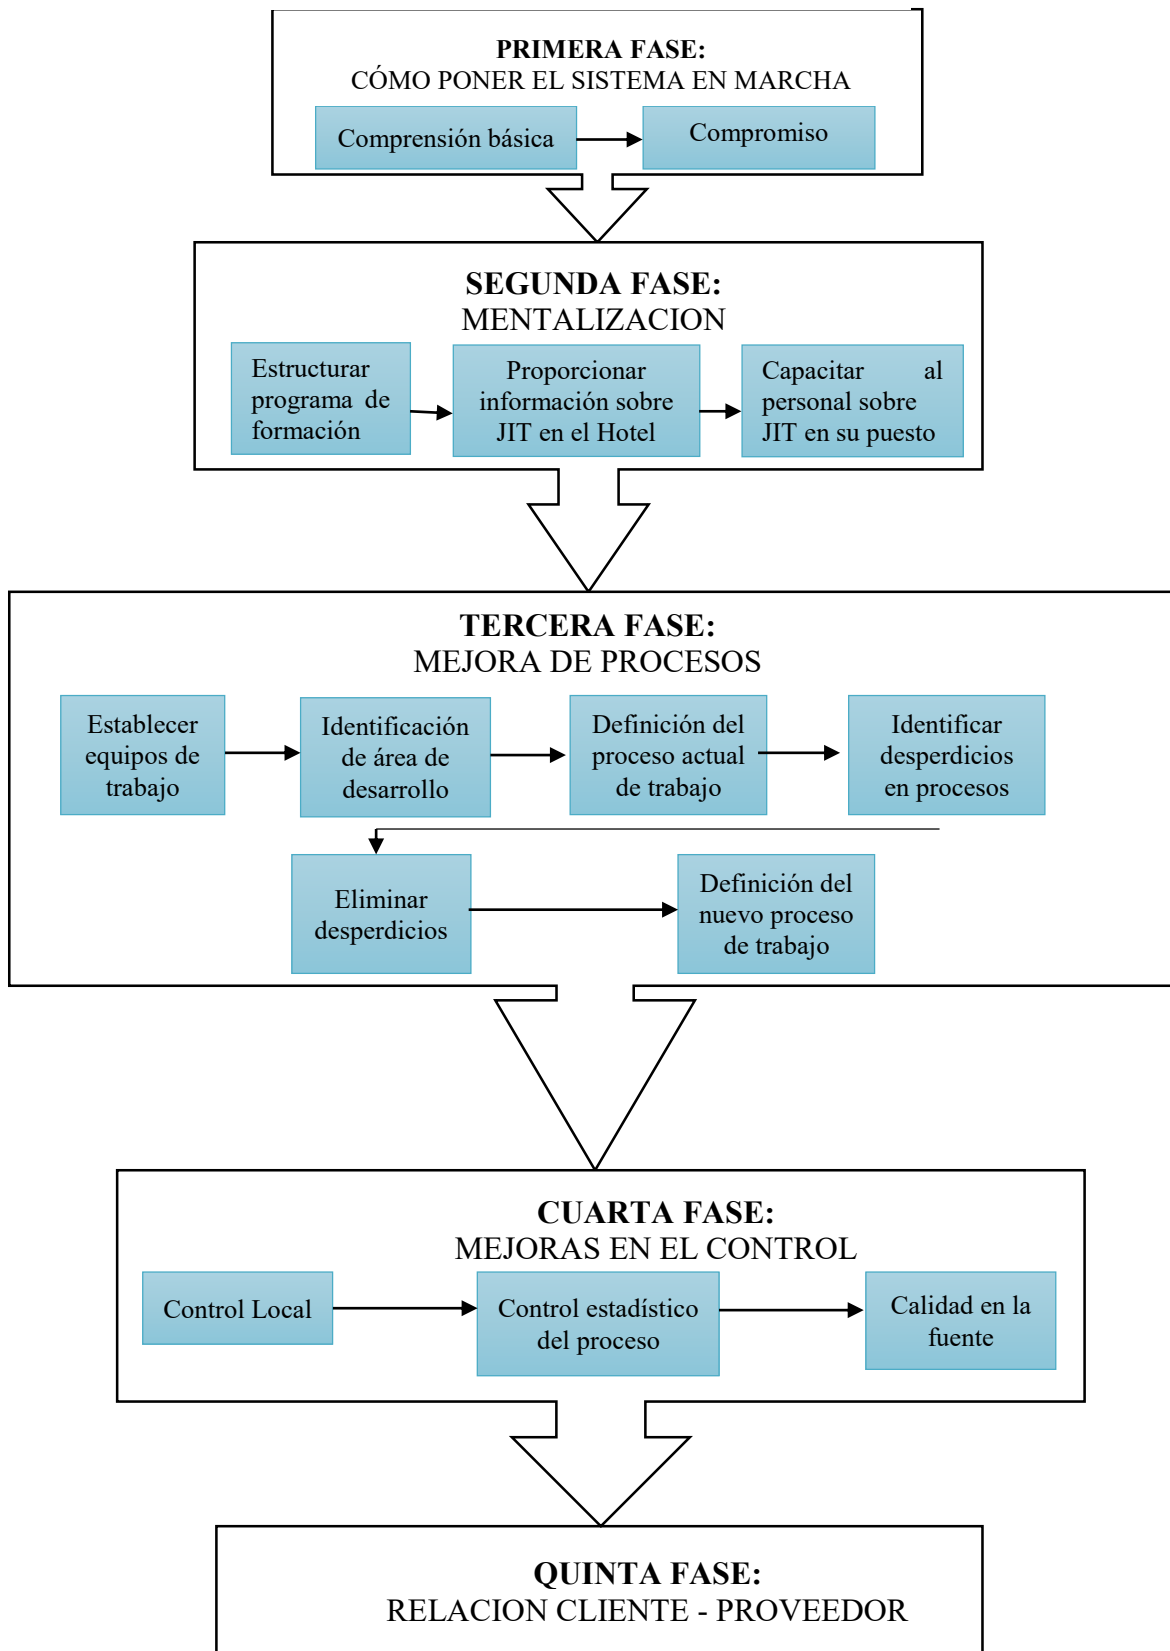 PRIMERA FASE:
CÓMO PONER EL SISTEMA EN MARCHA
Comprensión básica
Compromiso
SEGUNDA FASE:
MENTALIZACION
Estructurar
programa de
formación
Proporcionar
información sobre
JIT en el Hotel
Capacitar al
personal sobre
JIT en su puesto
TERCERA FASE:
MEJORA DE PROCESOS
Establecer
equipos de
trabajo
Identificación
de área de
desarrollo
Definición del
proceso actual
de trabajo
Identificar
desperdicios
en procesos
Eliminar
desperdicios
Definición del
nuevo proceso
de trabajo
CUARTA FASE:
MEJORAS EN EL CONTROL
Control Local
Control estadístico
del proceso
Calidad en la
fuente
QUINTA FASE:
RELACION CLIENTE - PROVEEDOR